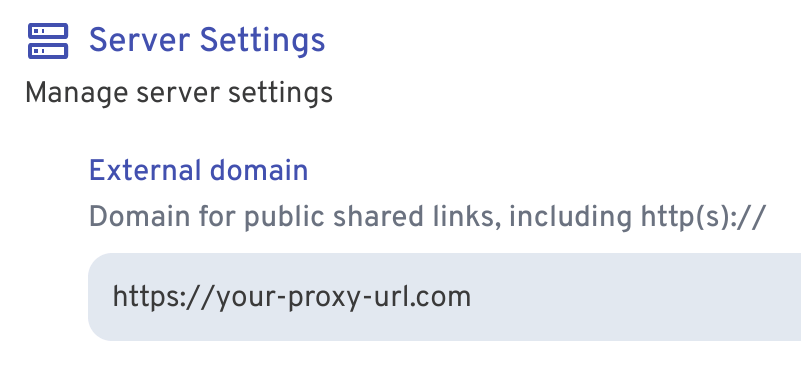 Server Settings
Manage server settings
External domain
Domain for public shared links, including http(s)://
https://your-proxy-url.com